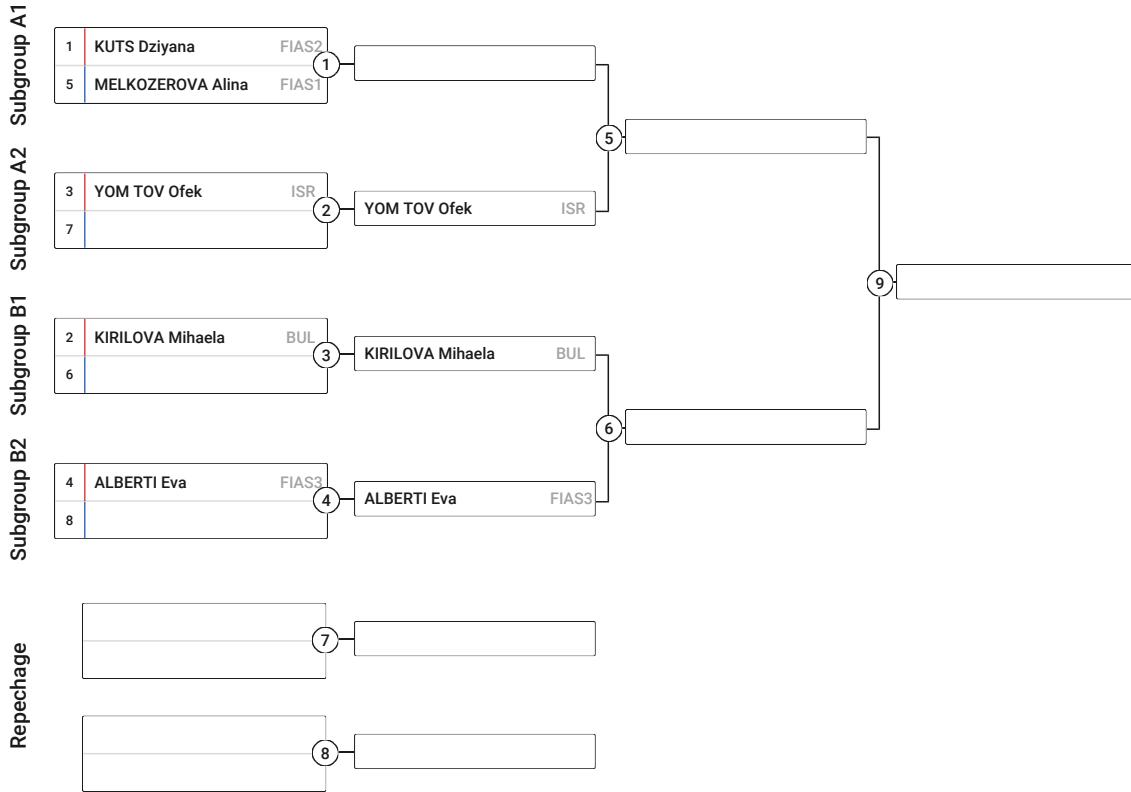 Subgroup A1
1 KUTS Dziyana FIAS2
5 MELKOZEROVA Alina FIAS1
1
5
Subgroup A2
3 YOM TOV Ofek ISR
7
2
YOM TOV Ofek ISR
9
Subgroup B1
2 KIRILOVA Mihaela BUL
6
3
KIRILOVA Mihaela BUL
6
Subgroup B2
4 ALBERTI Eva FIAS3
8
4
ALBERTI Eva FIAS3
Repechage
7
8